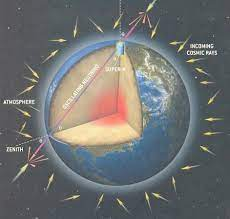 SUPER-K
INCOMING
COSMIC RAYS
OSCILLATING NEUTRINO
ATMOSPHERE
ZENITH